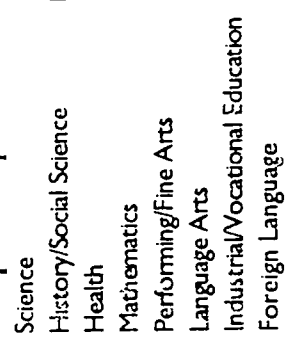 Science
History/Social Science
Health
Mathematics
Performing/Fine Arts
Language Arts
Industrial/Vocational Education
Foreign Language